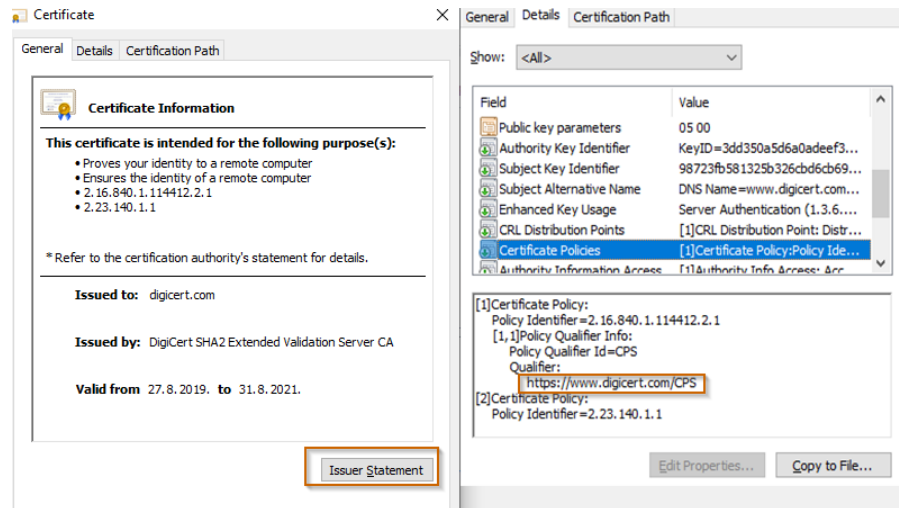 Certificate
General Details Certification Path
Certificate Information
This certificate is intended for the following purpose(s):
• Proves your identity to a remote computer
• Ensures the identity of a remote computer
• 2.16.840.1.114412.2.1
• 2.23.140.1.1
* Refer to the certification authority's statement for details.
Issued to: digicert.com
Issued by: DigiCert SHA2 Extended Validation Server CA
Valid from 27.8.2019. to 31.8.2021.
Issuer Statement
General Details Certification Path
Show: <All>
Field Value
Public key parameters 05 00
Authority Key Identifier KeyID=3dd350a5d6a0adeef3...
Subject Key Identifier 98723fb581325b326cbd6cb69...
Subject Alternative Name DNS Name=www.digicert.com...
Enhanced Key Usage Server Authentication (1.3.6....
CRL Distribution Points [1]CRL Distribution Point: Distr...
Certificate Policies [1]Certificate Policy:Policy Ide...
Authority Information Access [1]Authority Info Access: Acc...
[1]Certificate Policy:
Policy Identifier=2.16.840.1.114412.2.1
[1,1]Policy Qualifier Info:
Policy Qualifier Id=CPS
Qualifier:
https://www.digicert.com/CPS
[2]Certificate Policy:
Policy Identifier=2.23.140.1.1
Edit Properties... Copy to File...